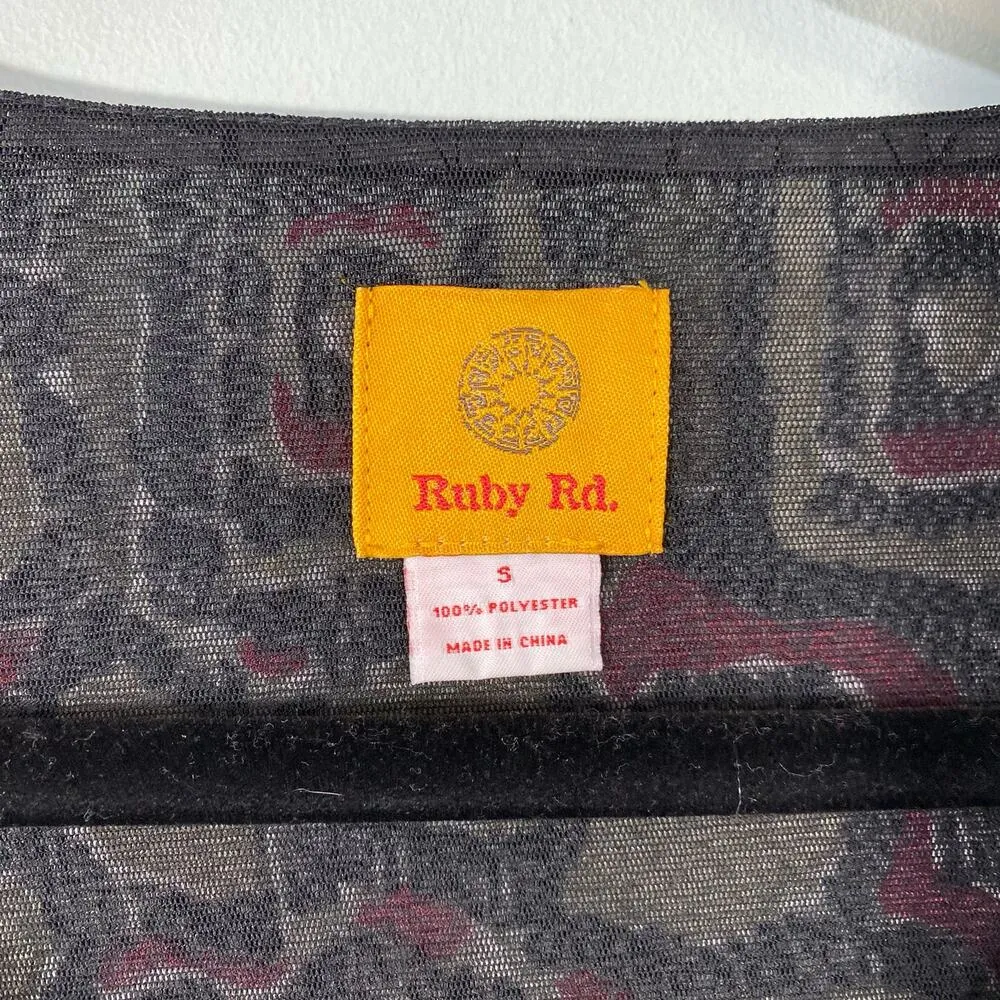 Ruby Rd.
S
100% POLYESTER
MADE IN CHINA